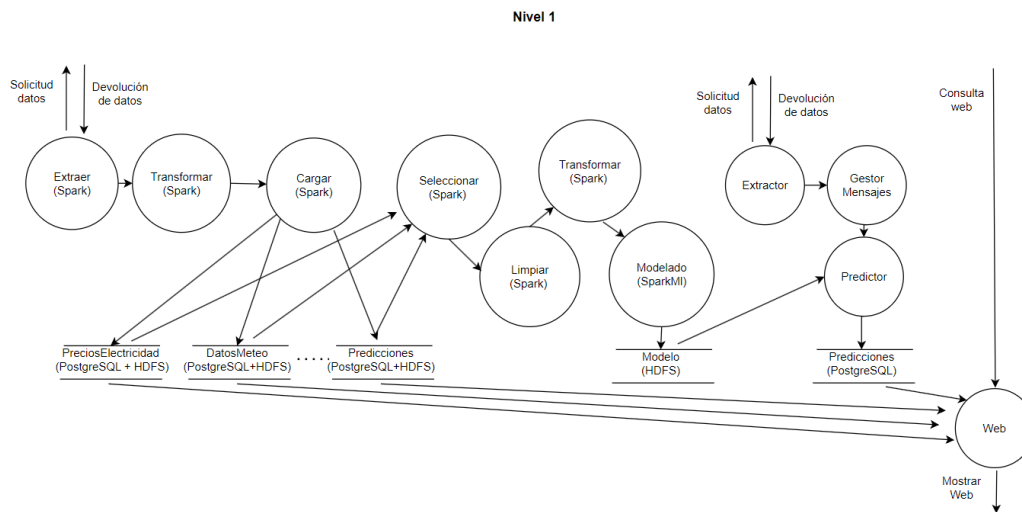 Nivel 1
Solicitud
datos
Devolución
de datos
Extraer
(Spark)
Transformar
(Spark)
Cargar
(Spark)
Seleccionar
(Spark)
Limpiar
(Spark)
Transformar
(Spark)
Modelado
(SparkMl)
Solicitud
datos
Devolución
de datos
Extractor
Gestor
Mensajes
Predictor
Consulta
web
PreciosElectricidad
(PostgreSQL + HDFS)
DatosMeteo
(PostgreSQL+HDFS)
.....
Predicciones
(PostgreSQL+HDFS)
Modelo
(HDFS)
Predicciones
(PostgreSQL)
Web
Mostrar
Web